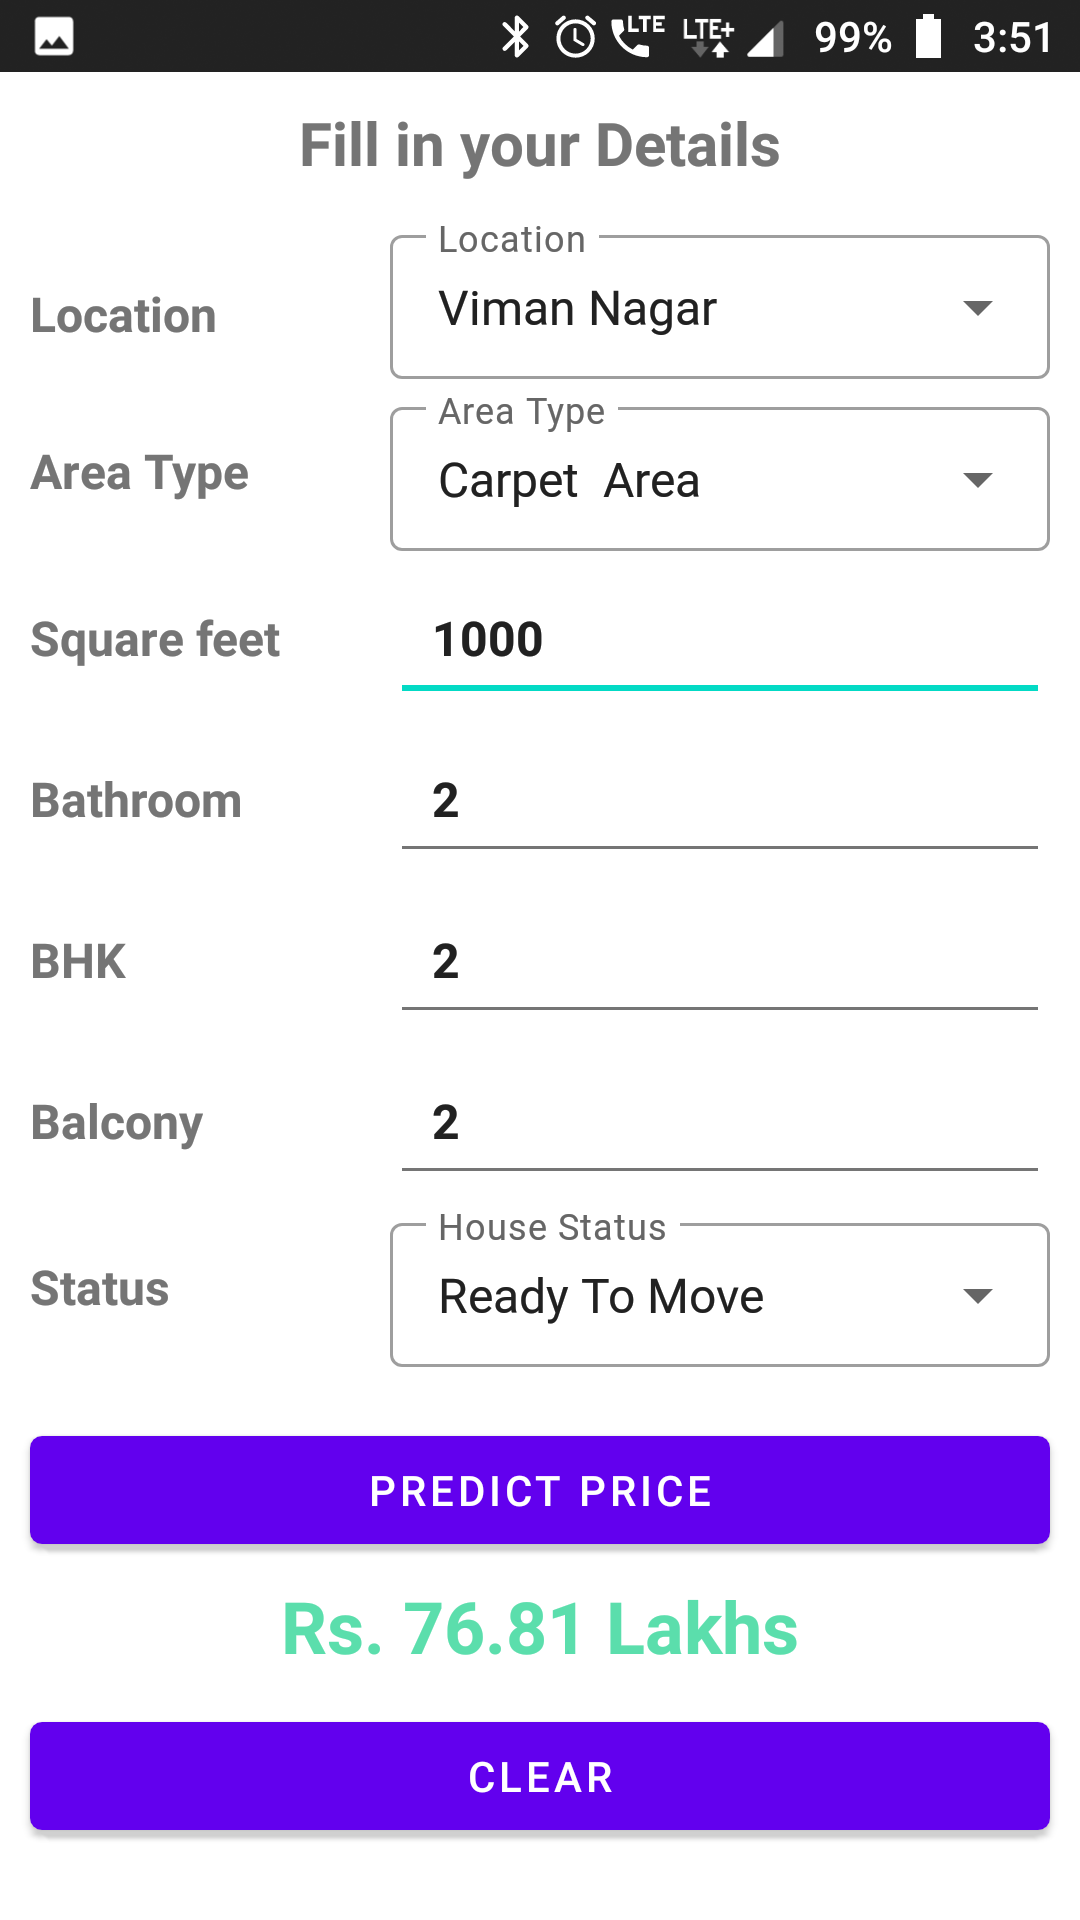 LTE LTE+ 99% 3:51
Fill in your Details
Location
Location
Viman Nagar
Area Type
Area Type
Carpet  Area
Square feet
1000
Bathroom
2
BHK
2
Balcony
2
House Status
Status
Ready To Move
PREDICT PRICE
Rs. 76.81 Lakhs
CLEAR